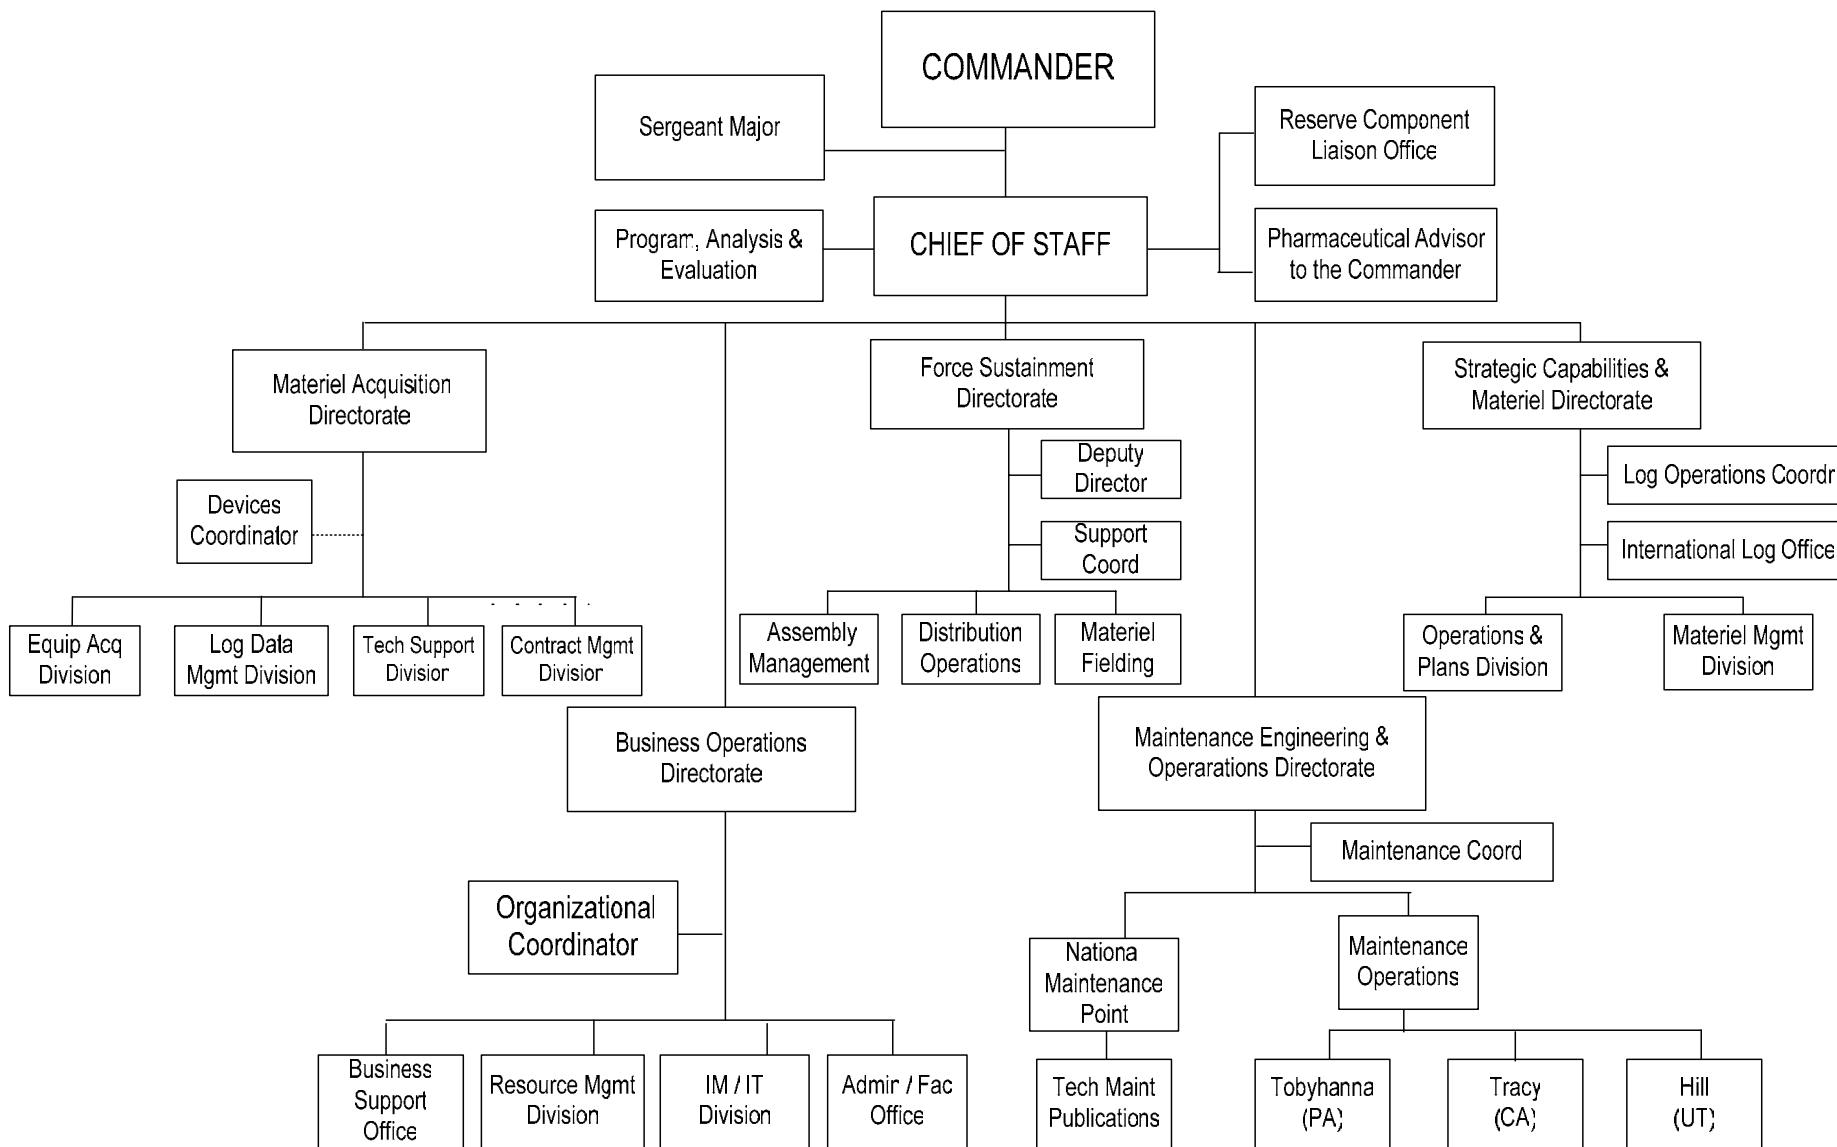 COMMANDER
Sergeant Major
Reserve Component
Liaison Office
Program, Analysis &
Evaluation
CHIEF OF STAFF
Pharmaceutical Advisor
to the Commander
Materiel Acquisition
Directorate
Force Sustainment
Directorate
Strategic Capabilities &
Materiel Directorate
Deputy
Director
Log Operations Coordr
Devices
Coordinator
Support
Coord
International Log Office
Equip Acq
Division
Log Data
Mgmt Division
Tech Support
Division
Contract Mgmt
Division
Assembly
Management
Distribution
Operations
Materiel
Fielding
Operations &
Plans Division
Materiel Mgmt
Division
Business Operations
Directorate
Maintenance Engineering &
Operarations Directorate
Maintenance Coord
Organizational
Coordinator
Nationa
Maintenance
Point
Maintenance
Operations
Business
Support
Office
Resource Mgmt
Division
IM / IT
Division
Admin / Fac
Office
Tech Maint
Publications
Tobyhanna
(PA)
Tracy
(CA)
Hill
(UT)